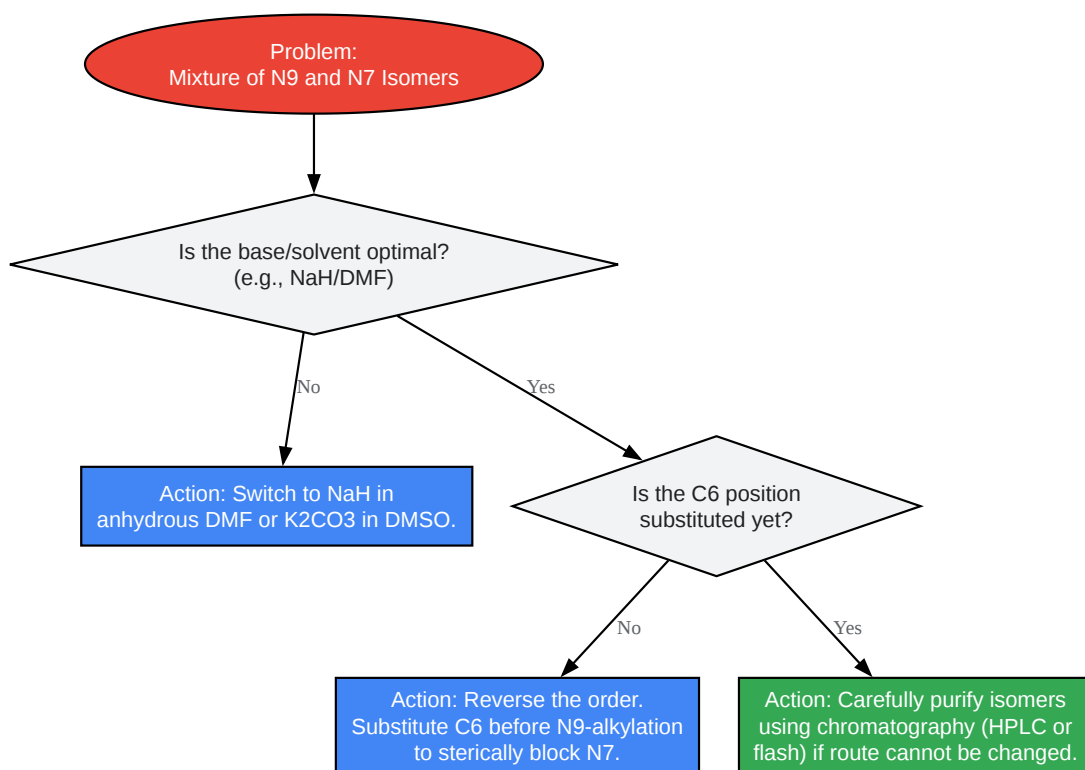 Problem:
Mixture of N9 and N7 Isomers
Is the base/solvent optimal?
(e.g., NaH/DMF)
No
Yes
Action: Switch to NaH in
anhydrous DMF or K2CO3 in DMSO.
Is the C6 position
substituted yet?
No
Yes
Action: Reverse the order.
Substitute C6 before N9-alkylation
to sterically block N7.
Action: Carefully purify isomers
using chromatography (HPLC or
flash) if route cannot be changed.